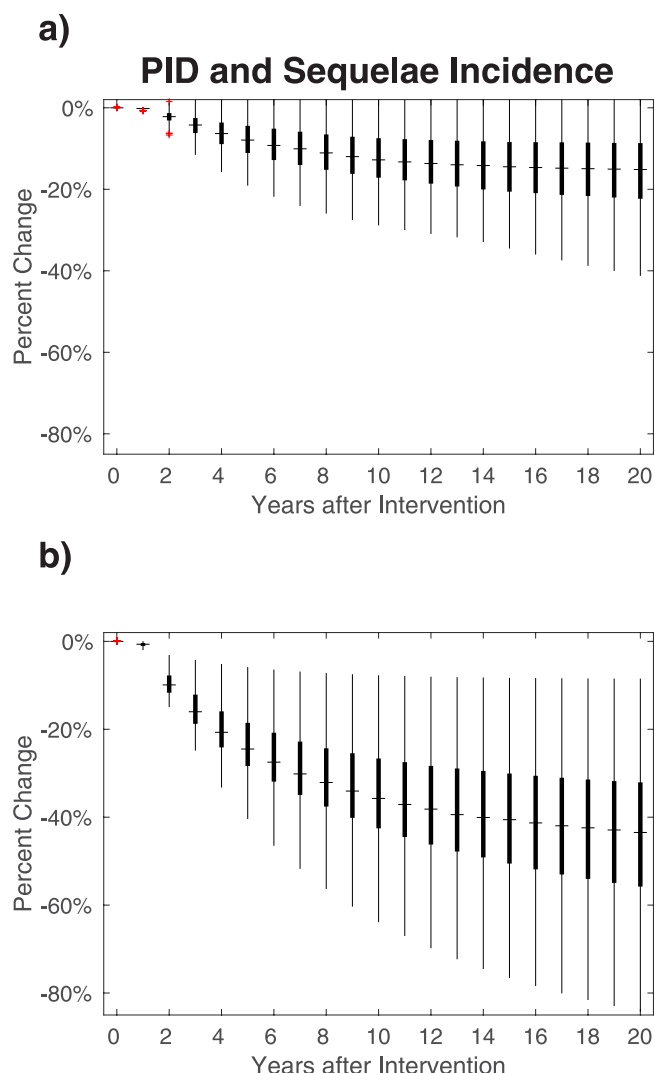 a)
PID and Sequelae Incidence
0%
-20%
-40%
-60%
-80%
Percent Change
0 2 4 6 8 10 12 14 16 18 20
Years after Intervention
b)
0%
-20%
-40%
-60%
-80%
Percent Change
0 2 4 6 8 10 12 14 16 18 20
Years after Intervention